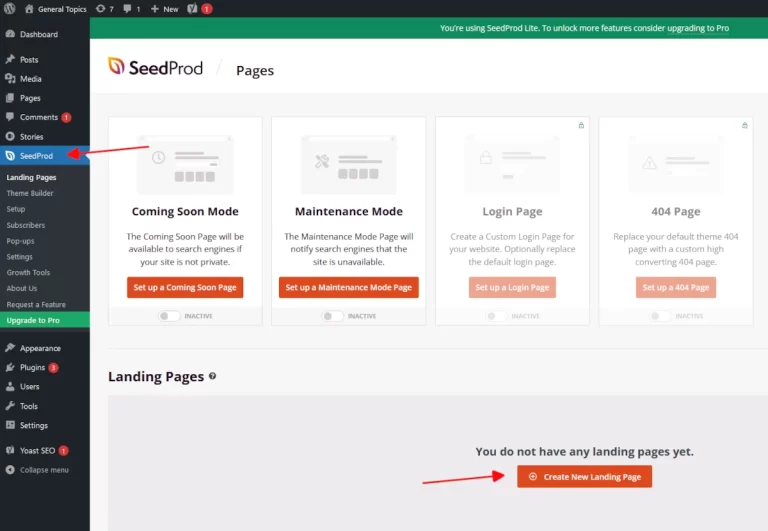 General Topics 7 1 New 1
You're using SeedProd Lite. To unlock more features consider upgrading to Pro
Dashboard
Posts
Media
Pages
Comments 1
Stories
SeedProd
Landing Pages
Theme Builder
Setup
Subscribers
Pop-ups
Settings
Growth Tools
About Us
Request a Feature
Upgrade to Pro
Appearance
Plugins 3
Users
Tools
Settings
Yoast SEO 1
Collapse menu
SeedProd / Pages
Coming Soon Mode
The Coming Soon Page will be
available to search engines if
your site is not private.
Set up a Coming Soon Page
INACTIVE
Maintenance Mode
The Maintenance Mode Page will
notify search engines that the
site is unavailable.
Set up a Maintenance Mode Page
INACTIVE
Login Page
Create a Custom Login Page for
your website. Optionally replace
the default login page.
Set up a Login Page
INACTIVE
404 Page
Replace your default theme 404
page with a custom high
converting 404 page.
Set up a 404 Page
INACTIVE
Landing Pages ?
You do not have any landing pages yet.
Create New Landing Page